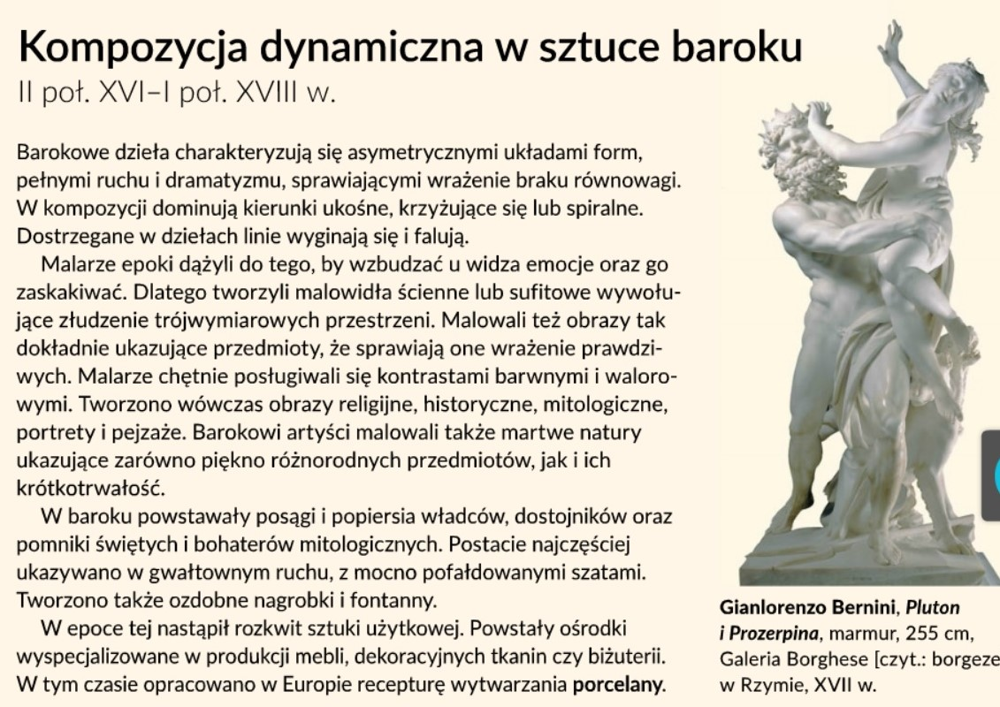 Kompozycja dynamiczna w sztuce baroku
II poł. XVI–I poł. XVIII w.
Barokowe dzieła charakteryzują się asymetrycznymi układami form,
pełnymi ruchu i dramatyzmu, sprawiającymi wrażenie braku równowagi.
W kompozycji dominują kierunki ukośne, krzyżujące się lub spiralne.
Dostrzegane w dziełach linie wyginają się i falują.
Malarze epoki dążyli do tego, by wzbudzać u widza emocje oraz go
zaskakiwać. Dlatego tworzyli malowidła ścienne lub sufitowe wywołu-
jące złudzenie trójwymiarowych przestrzeni. Malowali też obrazy tak
dokładnie ukazujące przedmioty, że sprawiają one wrażenie prawdzi-
wych. Malarze chętnie posługiwali się kontrastami barwnymi i waloro-
wymi. Tworzono wówczas obrazy religijne, historyczne, mitologiczne,
portrety i pejzaże. Barokowi artyści malowali także martwe natury
ukazujące zarówno piękno różnorodnych przedmiotów, jak i ich
krótkotrwałość.
W baroku powstawały posągi i popiersia władców, dostojników oraz
pomniki świętych i bohaterów mitologicznych. Postacie najczęściej
ukazywano w gwałtownym ruchu, z mocno pofałdowanymi szatami.
Tworzono także ozdobne nagrobki i fontanny.
W epoce tej nastąpił rozkwit sztuki użytkowej. Powstały ośrodki
wyspecjalizowane w produkcji mebli, dekoracyjnych tkanin czy biżuterii.
W tym czasie opracowano w Europie recepturę wytwarzania porcelany.
Gianlorenzo Bernini, Pluton
i Prozerpina, marmur, 255 cm,
Galeria Borghese [czyt.: borgeze
w Rzymie, XVII w.